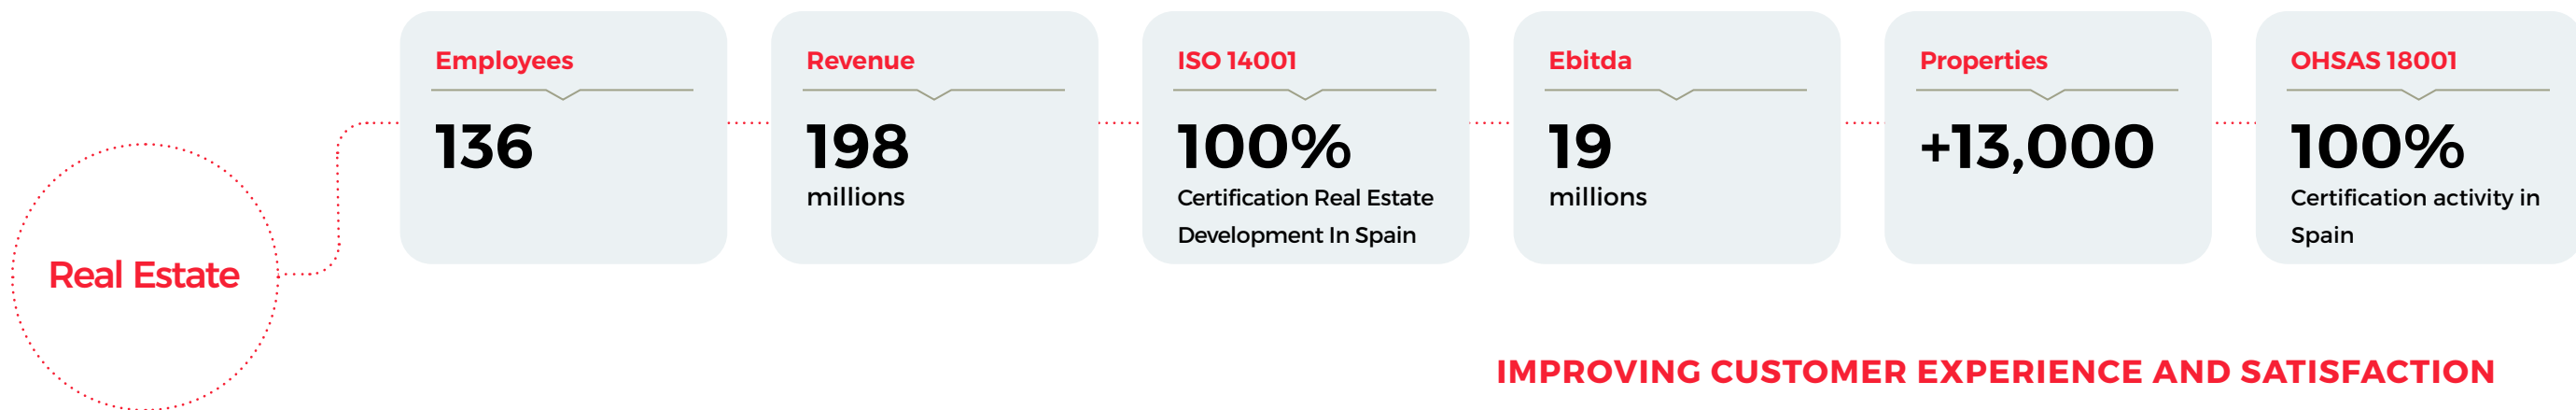 Real Estate
Employees
136
Revenue
198
millions
ISO 14001
100%
Certification Real Estate
Development In Spain
Ebitda
19
millions
Properties
+13,000
OHSAS 18001
100%
Certification activity in
Spain
IMPROVING CUSTOMER EXPERIENCE AND SATISFACTION